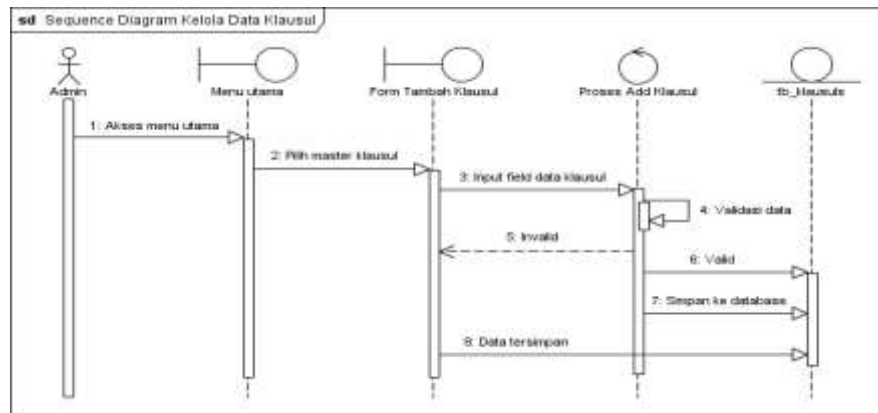 sd Sequence Diagram Kelola Data Klausul
Admin
Menu utama
Form Tambah Klausul
Proses Add Klausul
tb_klausuls
1: Akses menu utama
2: Pilih master klausul
3: Input field data klausul
4: Validasi data
5: Invalid
6: Valid
7: Simpan ke database
8: Data tersimpan